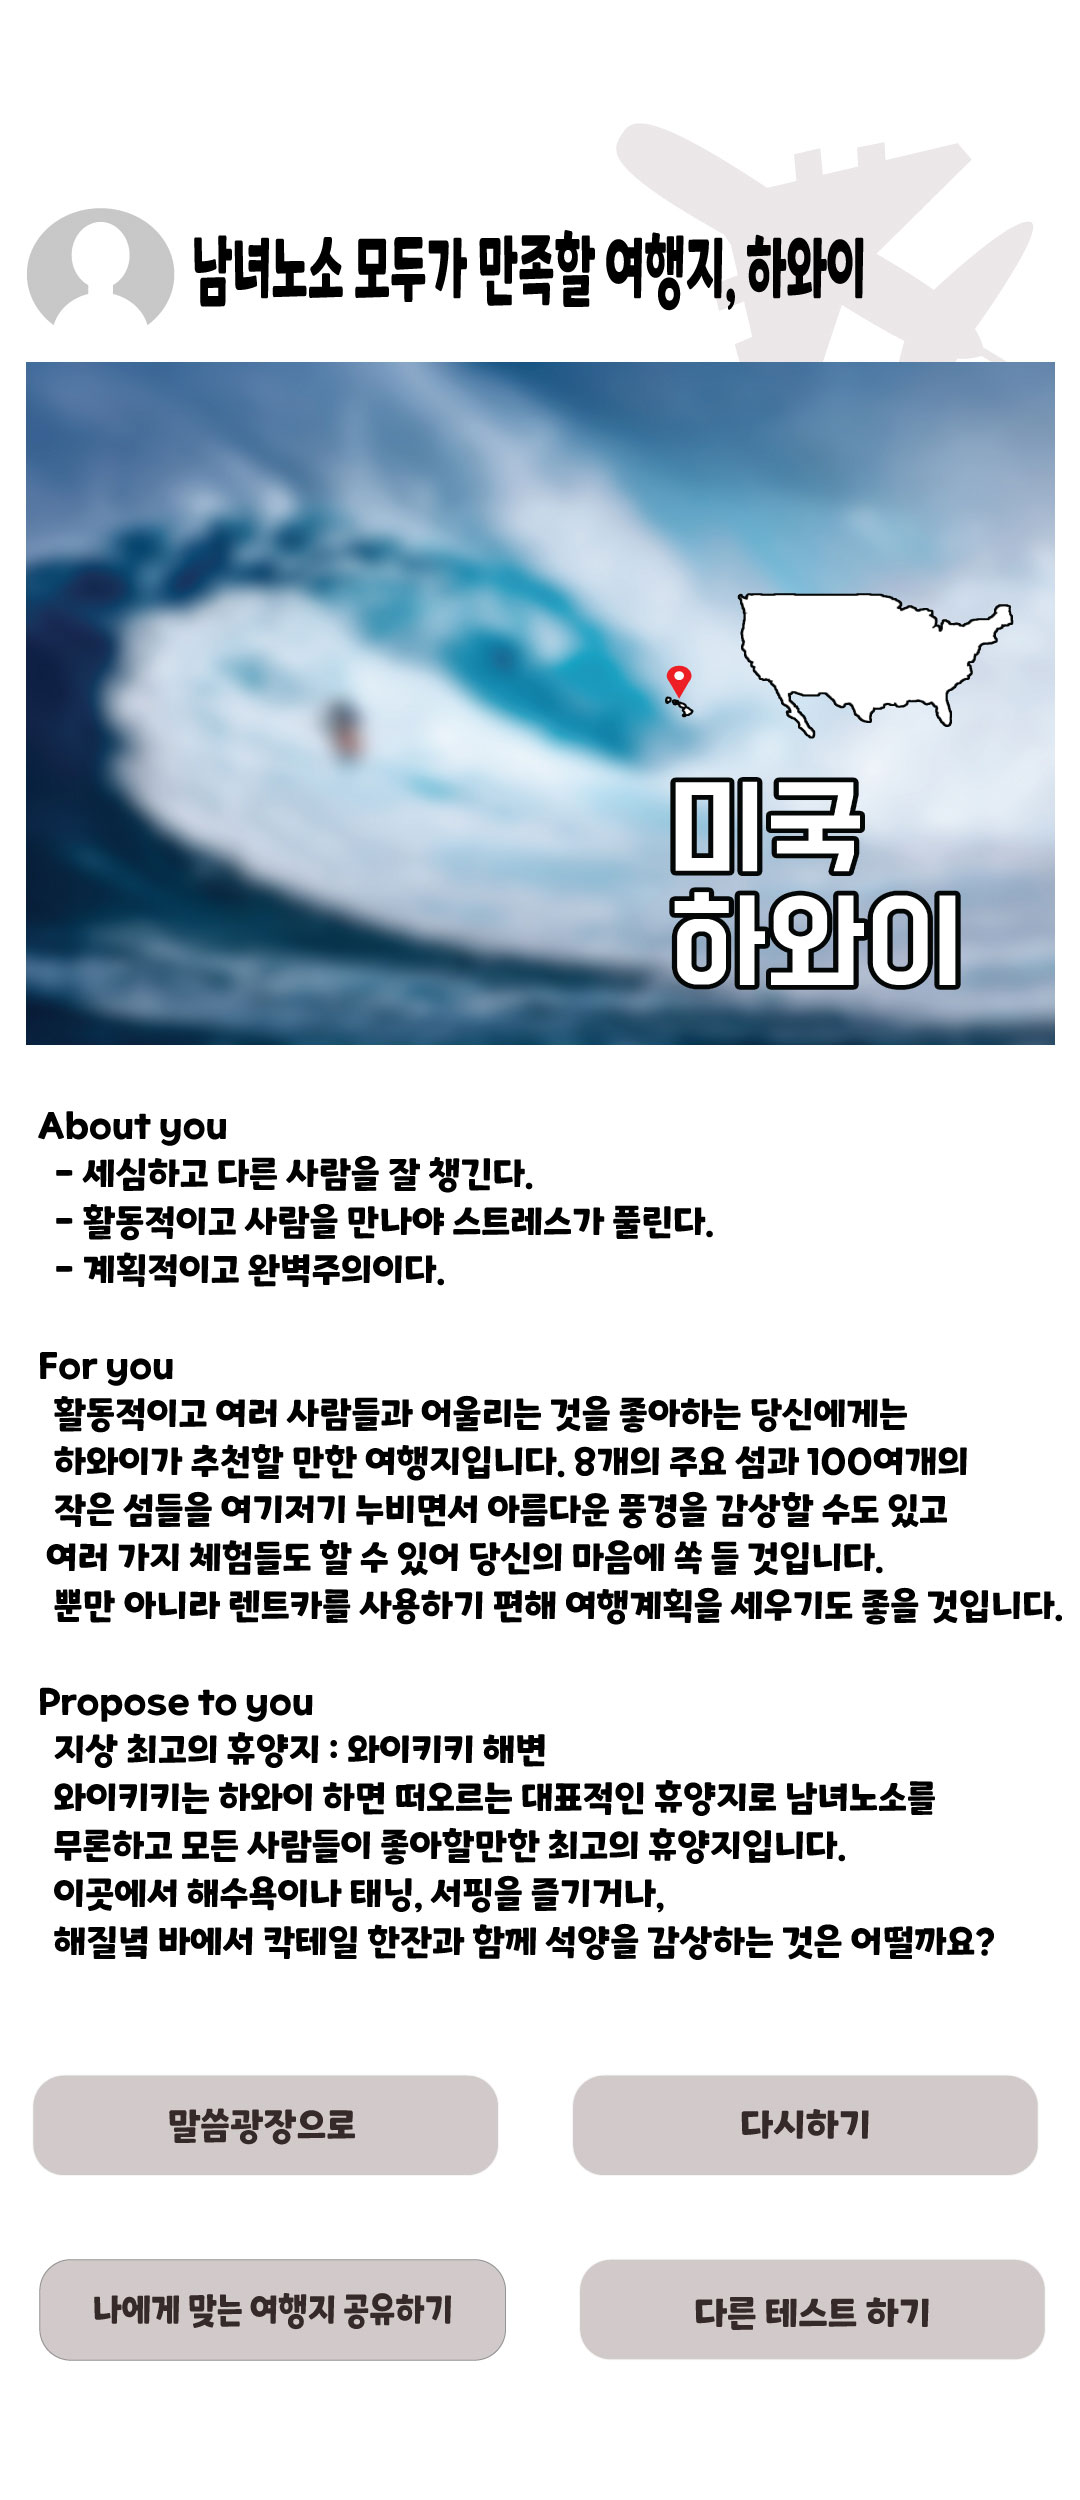 남녀노소 모두가 만족할 여행지, 하와이
미국
하와이
About you
- 세심하고 다른 사람을 잘 챙긴다.
- 활동적이고 사람을 만나야 스트레스가 풀린다.
- 계획적이고 완벽주의이다.
For you
활동적이고 여러 사람들과 어울리는 것을 좋아하는 당신에게는
하와이가 추천할 만한 여행지입니다. 8개의 주요 섬과 100여개의
작은 섬들을 여기저기 누비면서 아름다운 풍경을 감상할 수도 있고
여러 가지 체험들도 할 수 있어 당신의 마음에 쏙 들 것입니다.
뿐만 아니라 렌트카를 사용하기 편해 여행계획을 세우기도 좋을 것입니다.
Propose to you
지상 최고의 휴양지 : 와이키키 해변
와이키키는 하와이 하면 떠오르는 대표적인 휴양지로 남녀노소를
무론하고 모든 사람들이 좋아할만한 최고의 휴양지입니다.
이곳에서 해수욕이나 태닝, 서핑을 즐기거나,
해질녘 바에서 칵테일 한잔과 함께 석양을 감상하는 것은 어떨까요?
말씀광장으로
다시하기
나에게 맞는 여행지 공유하기
다른 테스트 하기